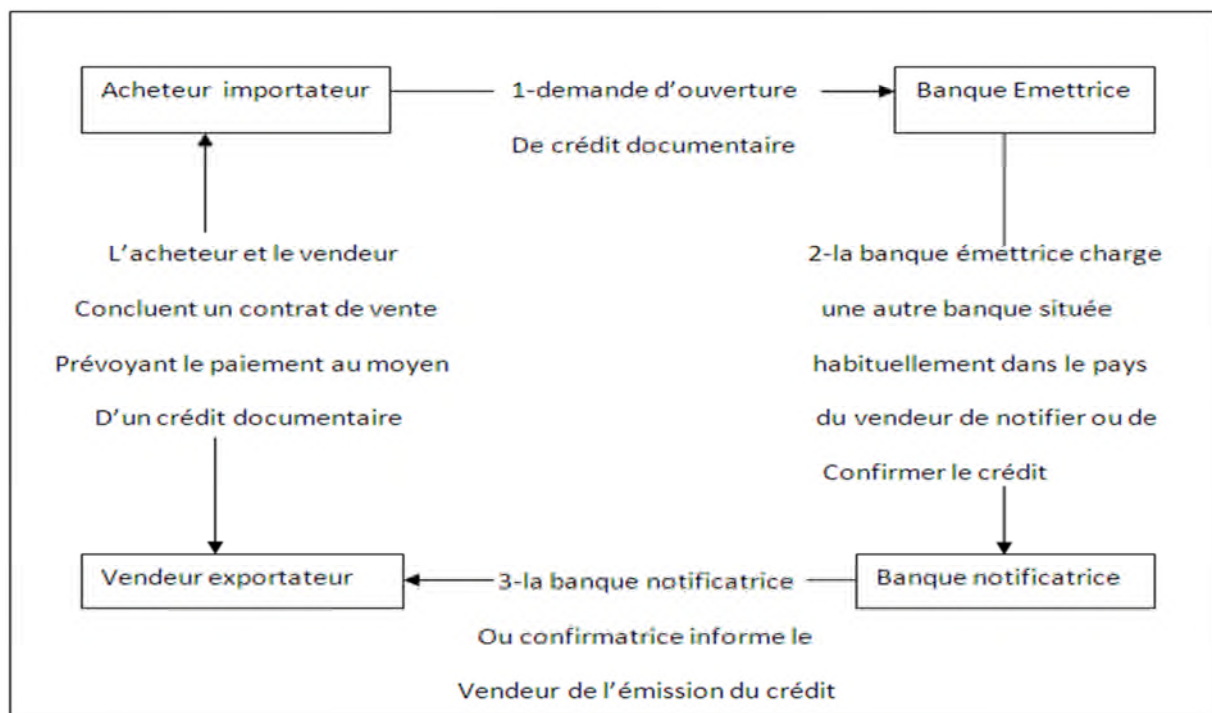 Acheteur importateur
1-demande d'ouverture
De crédit documentaire
Banque Emettrice
L'acheteur et le vendeur
Concluent un contrat de vente
Prévoyant le paiement au moyen
D'un crédit documentaire
2-la banque émettrice charge
une autre banque située
habituellement dans le pays
du vendeur de notifier ou de
Confirmer le crédit
Vendeur exportateur
3-la banque notificatrice
Ou confirmatrice informe le
Vendeur de l'émission du crédit
Banque notificatrice